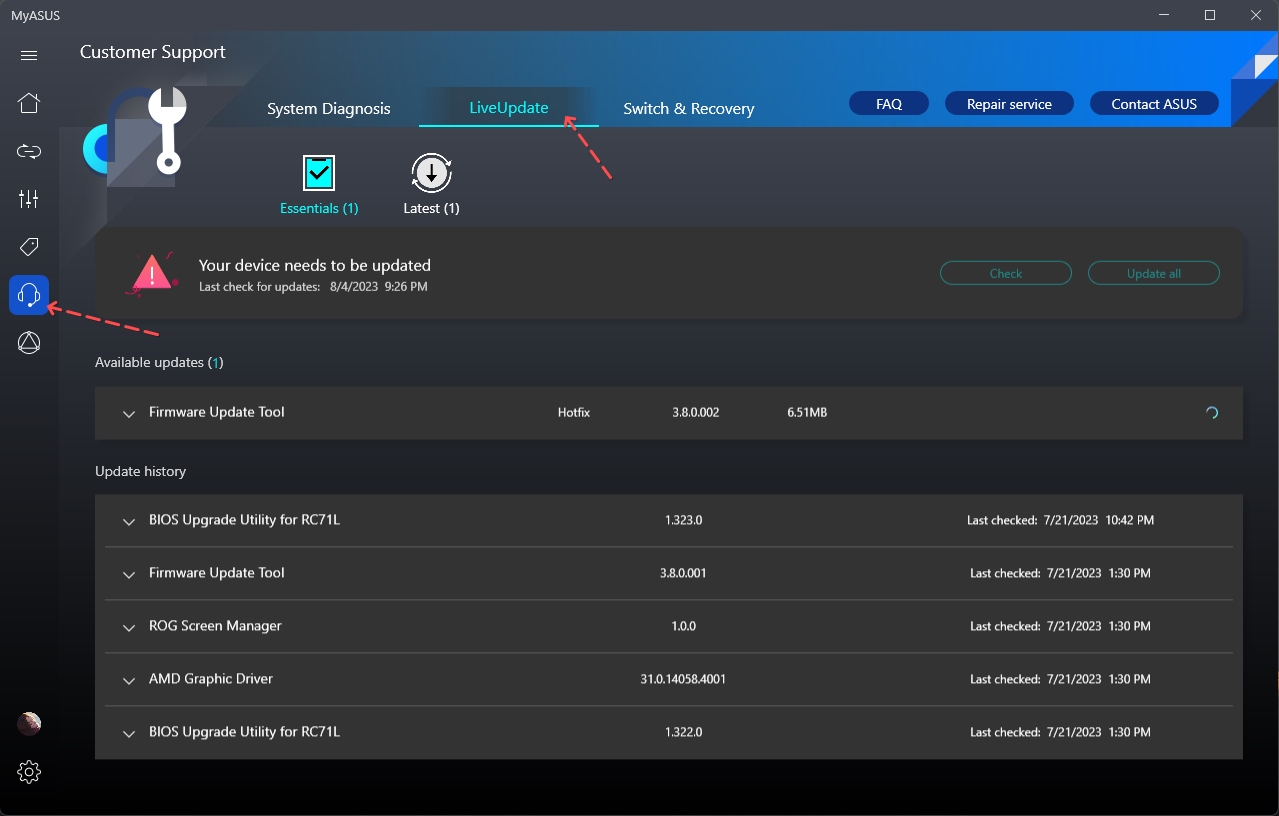 MyASUS
Customer Support
System Diagnosis LiveUpdate Switch & Recovery FAQ Repair service Contact ASUS
Essentials (1) Latest (1)
Your device needs to be updated
Last check for updates: 8/4/2023 9:26 PM
Check Update all
Available updates (1)
Firmware Update Tool Hotfix 3.8.0.002 6.51MB
Update history
BIOS Upgrade Utility for RC71L 1.323.0 Last checked: 7/21/2023 10:42 PM
Firmware Update Tool 3.8.0.001 Last checked: 7/21/2023 1:30 PM
ROG Screen Manager 1.0.0 Last checked: 7/21/2023 1:30 PM
AMD Graphic Driver 31.0.14058.4001 Last checked: 7/21/2023 1:30 PM
BIOS Upgrade Utility for RC71L 1.322.0 Last checked: 7/21/2023 1:30 PM